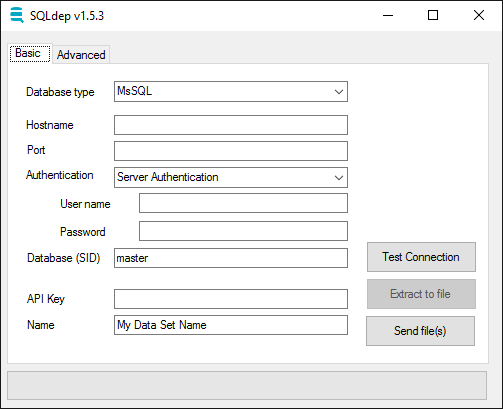 SQLdep v1.5.3
Basic Advanced
Database type MsSQL
Hostname
Port
Authentication Server Authentication
User name
Password
Database (SID) master Test Connection
API Key Extract to file
Name My Data Set Name Send file(s)